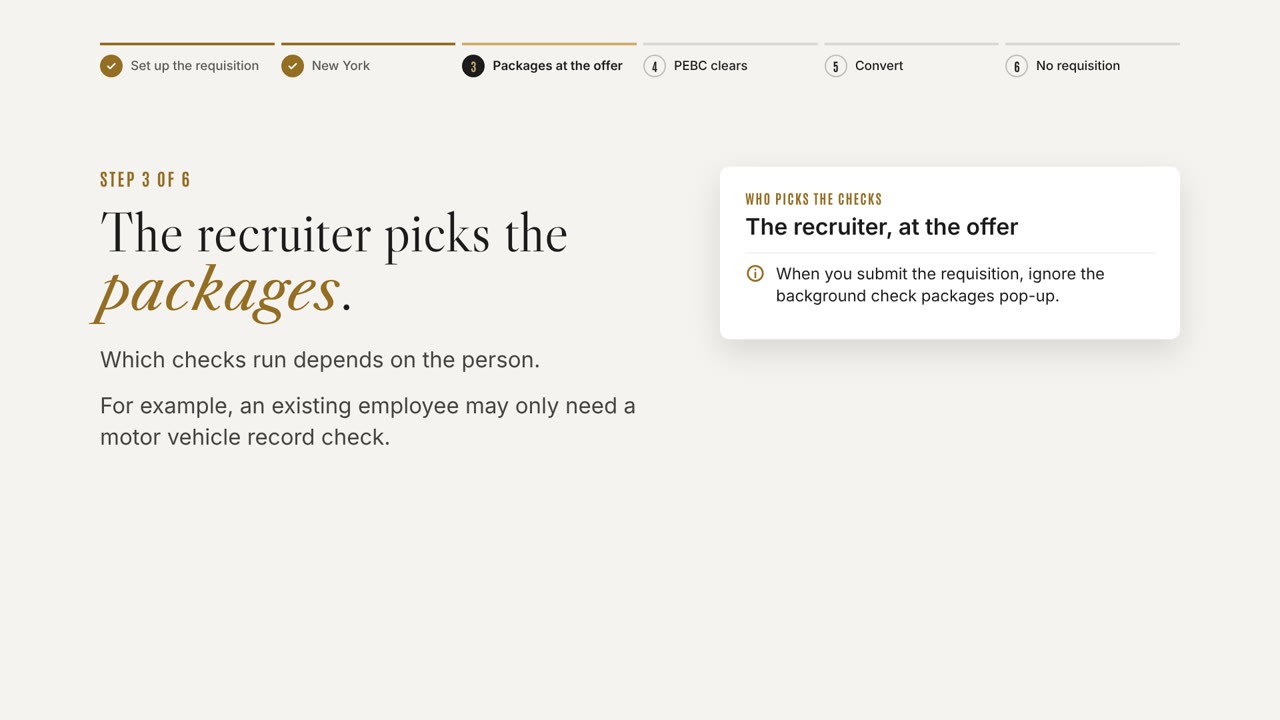 Set up the requisition
New York
3 Packages at the offer
4 PEBC clears
5 Convert
6 No requisition
STEP 3 OF 6
The recruiter picks the
packages.
Which checks run depends on the person.
For example, an existing employee may only need a
motor vehicle record check.
WHO PICKS THE CHECKS
The recruiter, at the offer
When you submit the requisition, ignore the
background check packages pop-up.